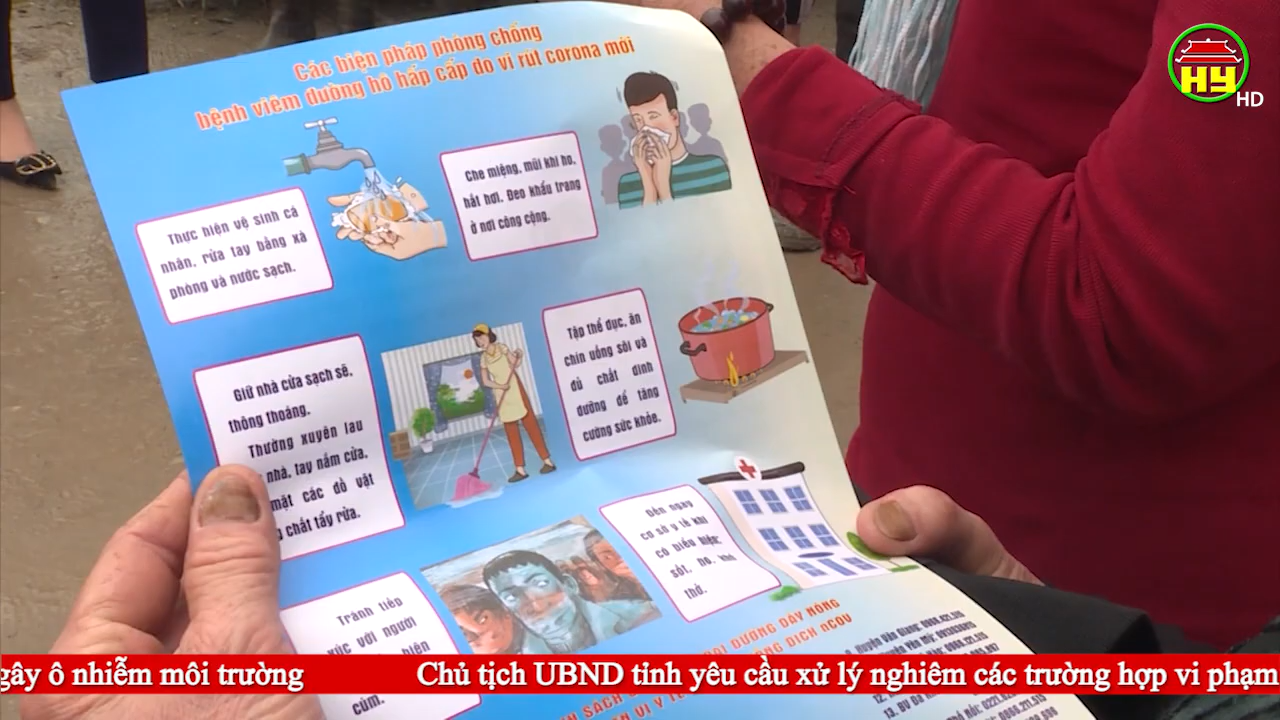 HY
HD
Các biện pháp phòng chống
bệnh viêm đường hô hấp cấp do vi rút corona mới
Thực hiện vệ sinh cá
nhân, rửa tay bằng xà
phòng và nước sạch.
Che miệng, mũi khi ho,
hắt hơi. Đeo khẩu trang
ở nơi công cộng.
Giữ nhà cửa sạch sẽ,
thông thoáng.
Thường xuyên lau
nhà, tay nắm cửa,
mặt các đồ vật
chất tẩy rửa.
Tập thể dục, ăn
chín uống sôi và
đủ chất dinh
dưỡng để tăng
cường sức khỏe.
Đến ngay
cơ sở y tế khi
có biểu hiện:
sốt, ho, khó
thở.
Tránh tiếp
xúc với người
biện
cúm.
ĐƯỜNG DÂY NÓNG
DỊCH nCOV
gây ô nhiễm môi trường
Chủ tịch UBND tỉnh yêu cầu xử lý nghiêm các trường hợp vi phạm